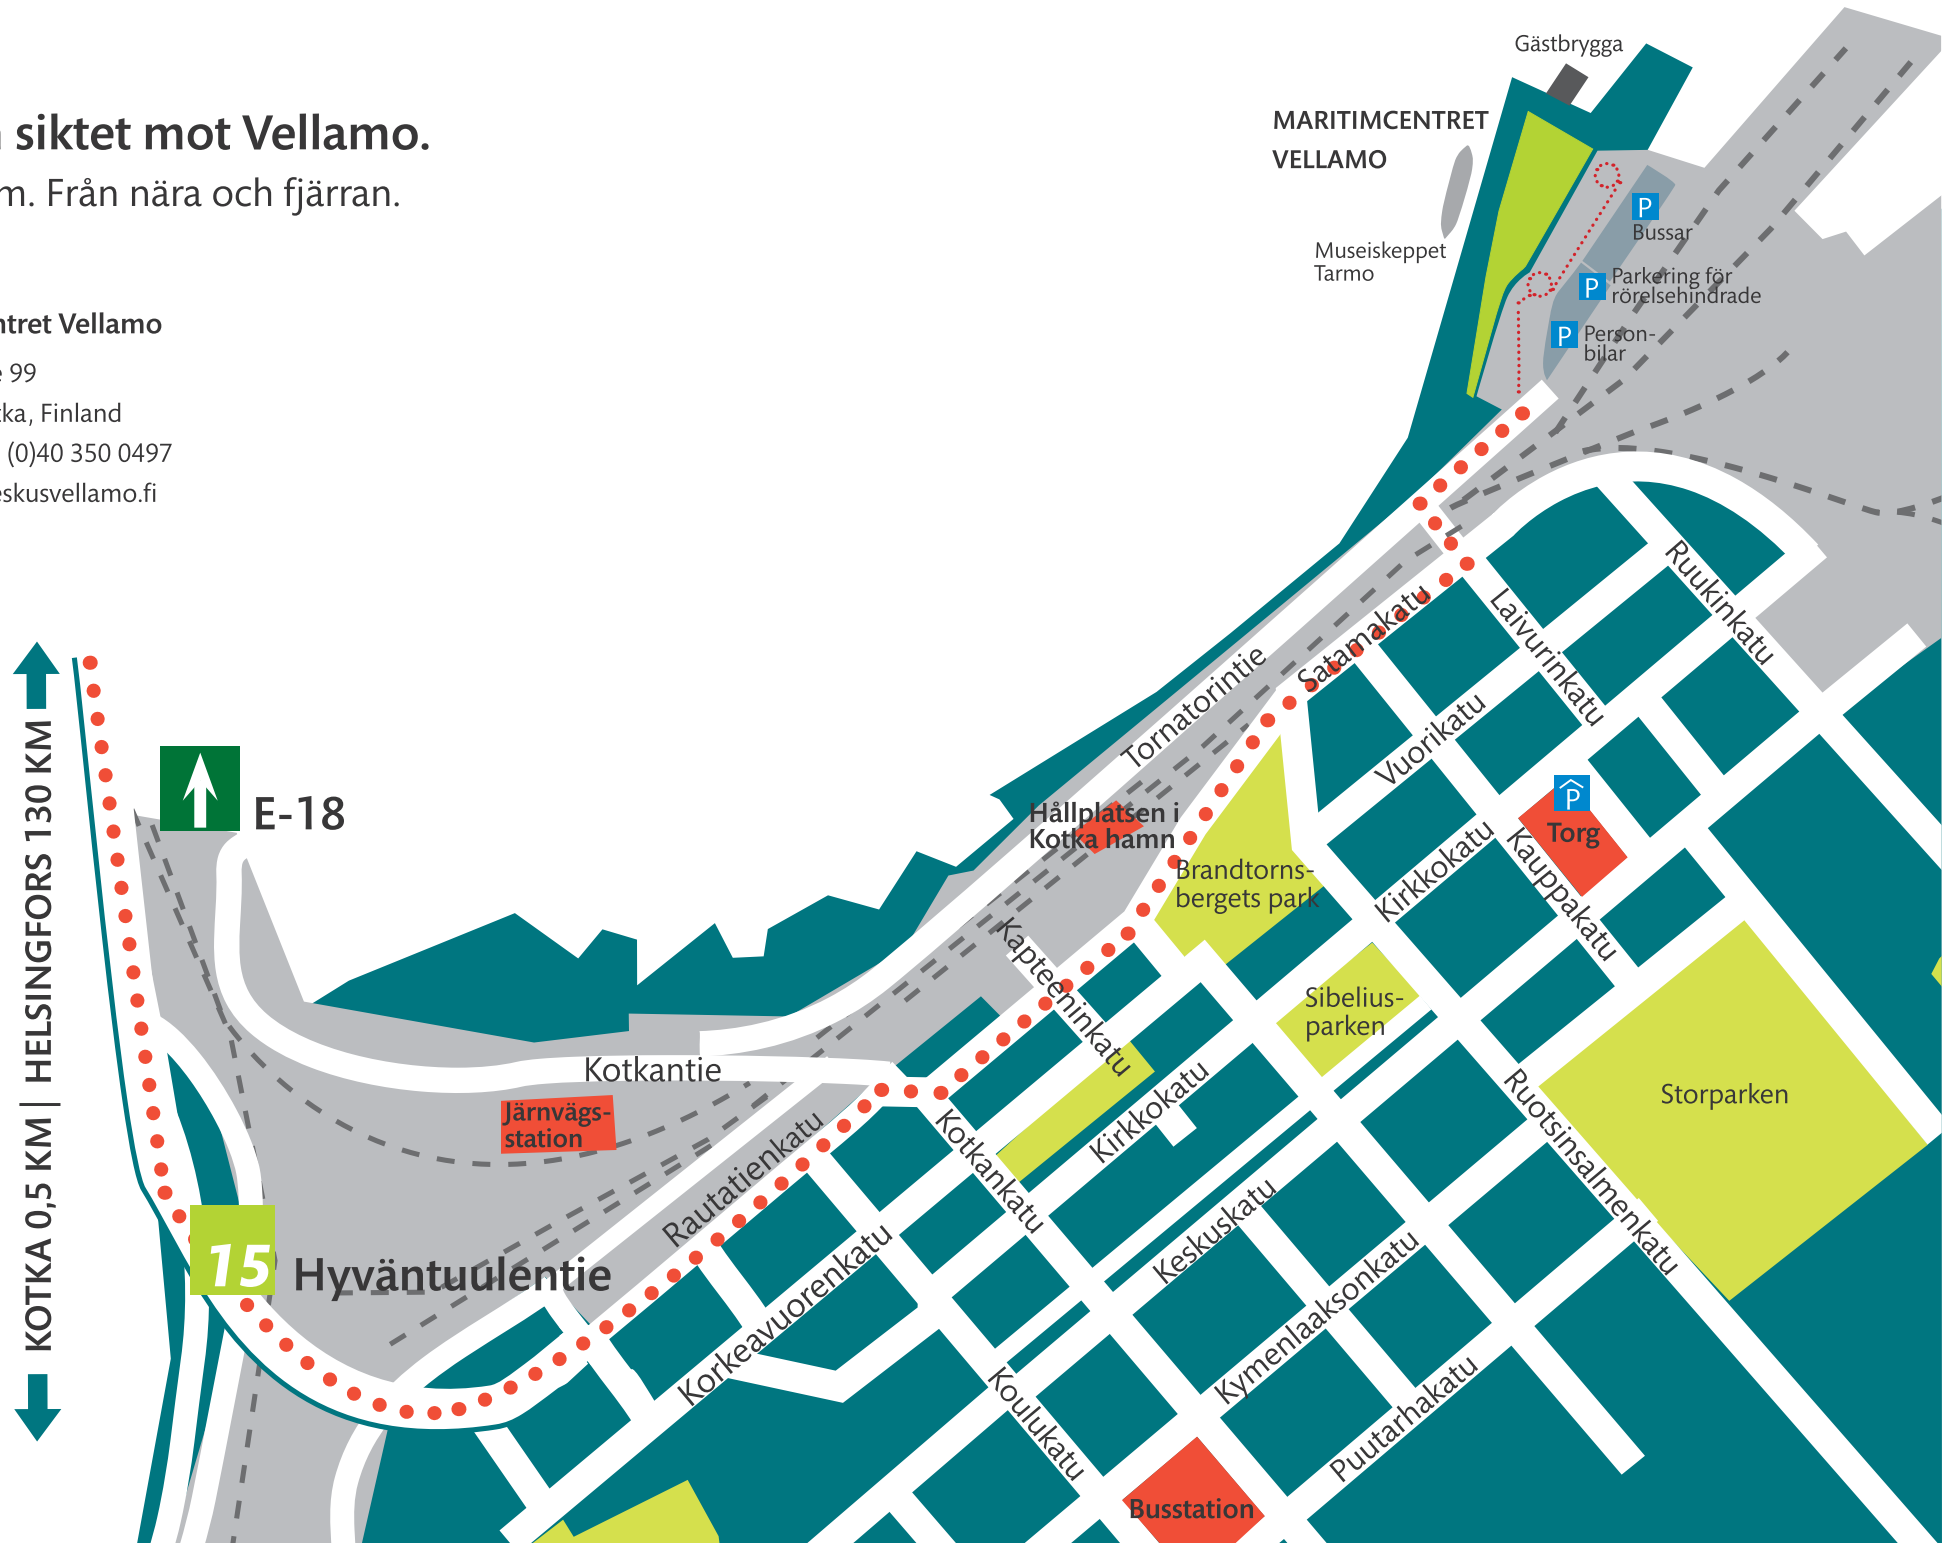 siktet mot Vellamo.
m. Från nära och fjärran.
ntret Vellamo
e 99
tka, Finland
(0)40 350 0497
eskusvellamo.fi
Gästbrygga
MARITIMCENTRET
VELLAMO
Museiskeppet
Tarmo
P
Bussar
P
Parkering för
rörelsehindrade
P
Person-
bilar
KOTKA 0,5 KM | HELSINGFORS 130 KM
E-18
15
Hyväntuulentie
Kotkantie
Järnvägs-
station
Rautatienkatu
Tornatorintie
Hållplatsen i
Kotka hamn
Satamakatu
Brandtorns-
bergets park
Kapteeninkatu
Ruukinkatu
Laivurinkatu
Vuorikatu
Kirkkokatu
P
Torg
Kauppakatu
Sibelius-
parken
Storparken
Kirkkokatu
Kotkankatu
Ruotsinsalmenkatu
Keskuskatu
Korkeavuorenkatu
Kymenlaaksonkatu
Koulukatu
Puutarhakatu
Busstation